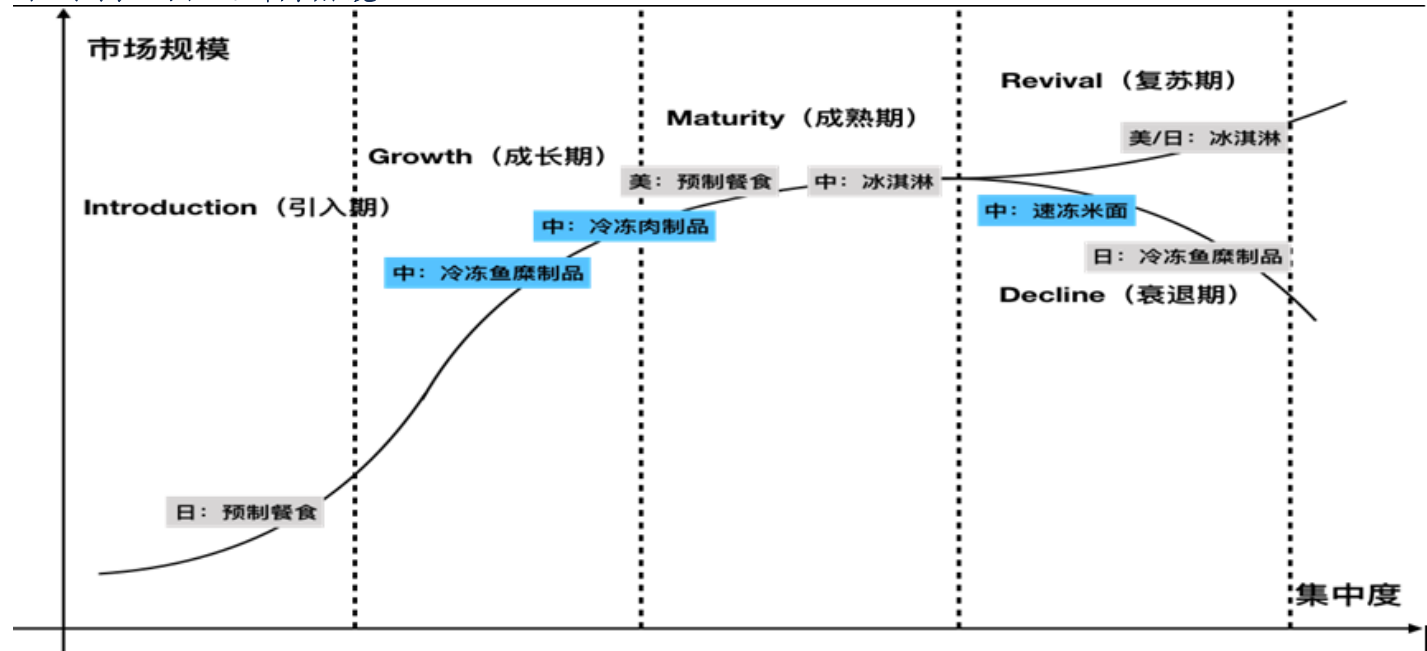 市场规模
Revival（复苏期）
Maturity（成熟期）
美/日：冰淇淋
Growth（成长期）
美：预制餐食
中：冰淇淋
Introduction（引入期）
中：速冻米面
中：冷冻肉制品
日：冷冻鱼糜制品
中：冷冻鱼糜制品
Decline（衰退期）
日：预制餐食
集中度